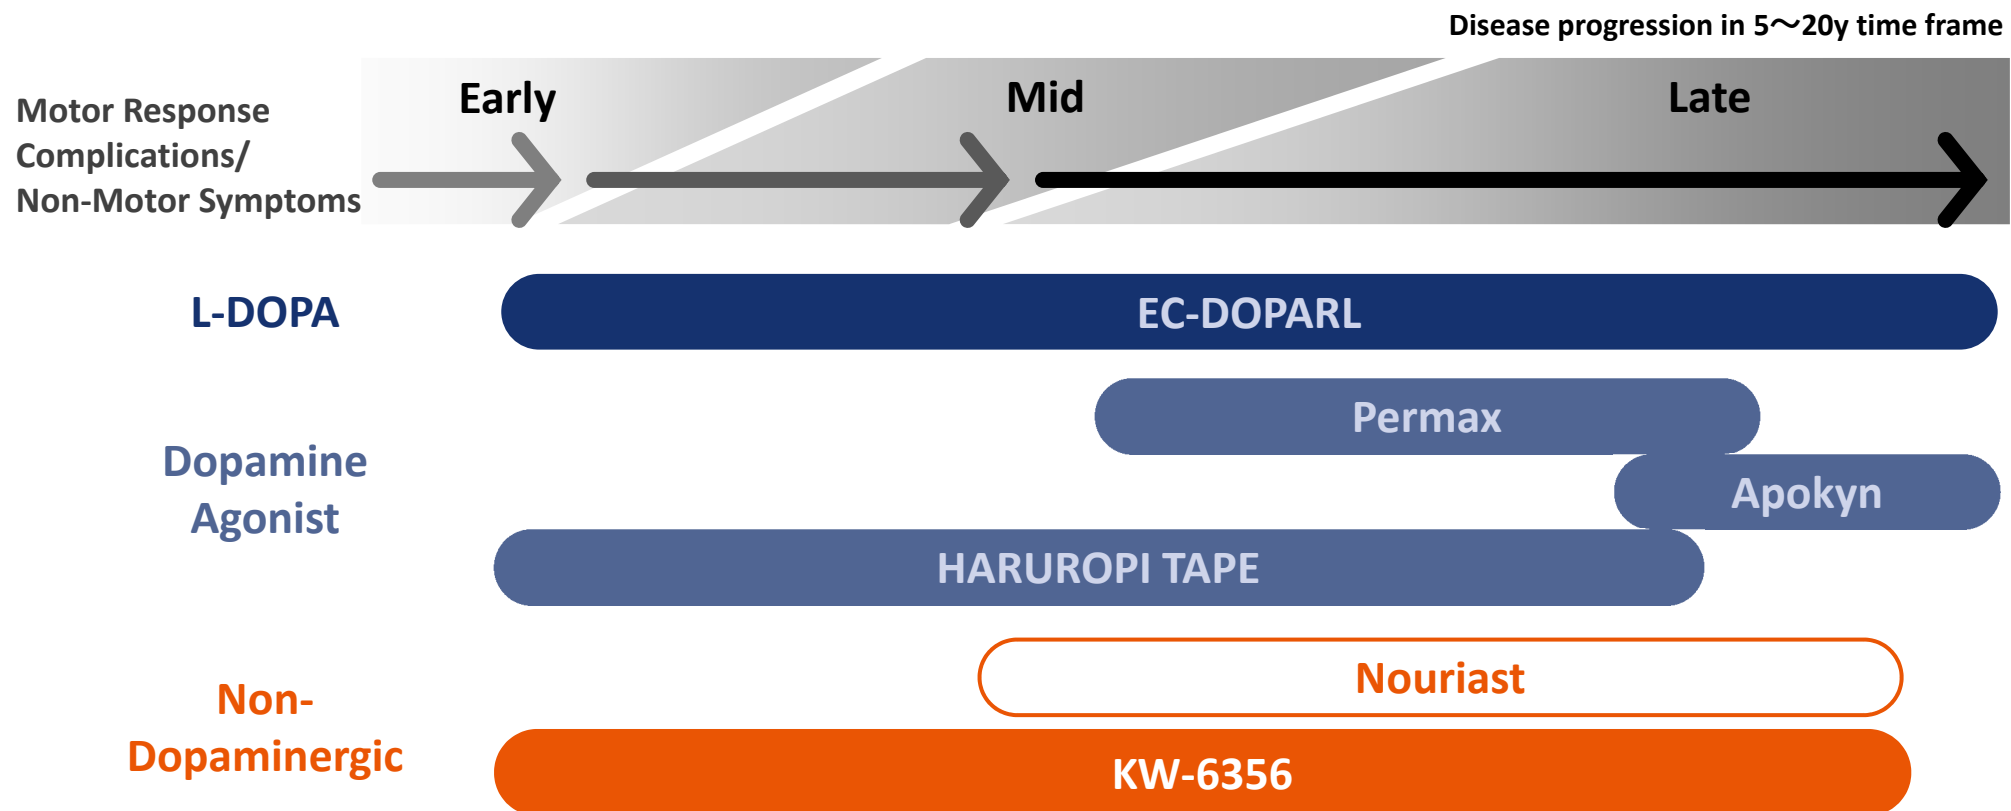 Disease progression in 5～20y time frame
Early
Mid
Late
Motor Response
Complications/
Non-Motor Symptoms
L-DOPA
EC-DOPARL
Dopamine
Agonist
Permax
Apokyn
HARUROPI TAPE
Non-
Dopaminergic
Nouriast
KW-6356